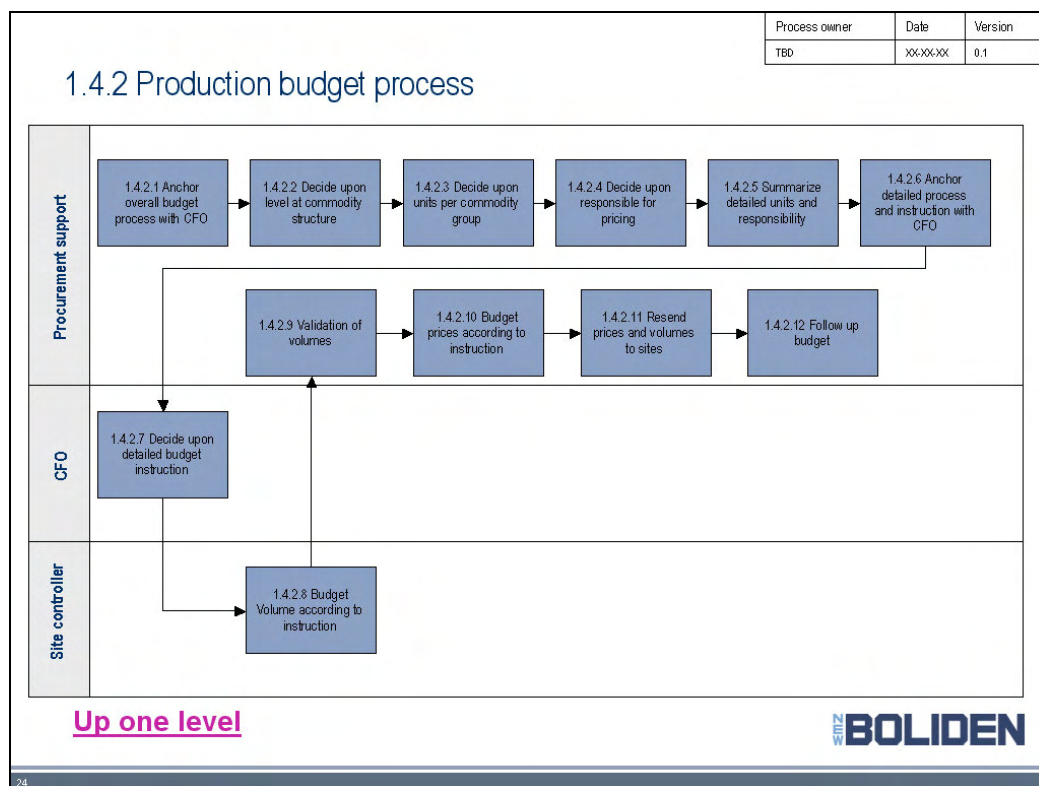 Process owner Date Version
TBD XX-XX-XX 0.1
1.4.2 Production budget process
Procurement support
1.4.2.1 Anchor
overall budget
process with CFO
1.4.2.2 Decide upon
level at commodity
structure
1.4.2.3 Decide upon
units per commodity
group
1.4.2.4 Decide upon
responsible for
pricing
1.4.2.5 Summarize
detailed units and
responsibility
1.4.2.6 Anchor
detailed process
and instruction with
CFO
1.4.2.9 Validation of
volumes
1.4.2.10 Budget
prices according to
instruction
1.4.2.11 Resend
prices and volumes
to sites
1.4.2.12 Follow up
budget
CFO
1.4.2.7 Decide upon
detailed budget
instruction
Site controller
1.4.2.8 Budget
Volume according to
instruction
Up one level
NEW BOLIDEN
24